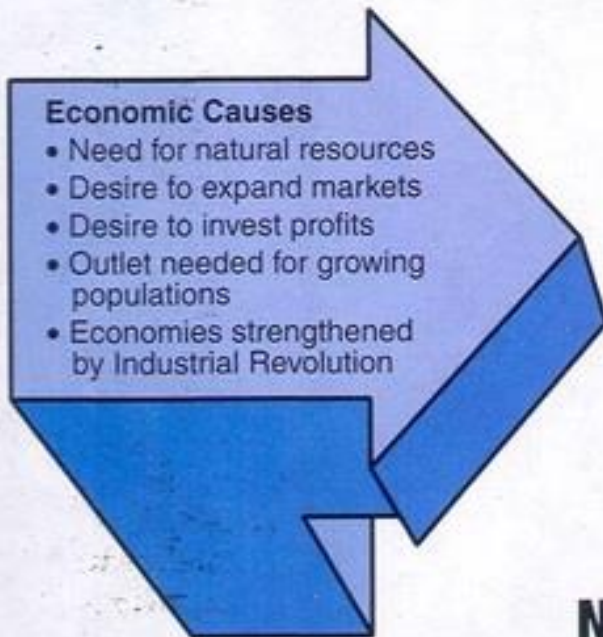 Economic Causes
• Need for natural resources
• Desire to expand markets
• Desire to invest profits
• Outlet needed for growing
populations
• Economies strengthened
by Industrial Revolution
N